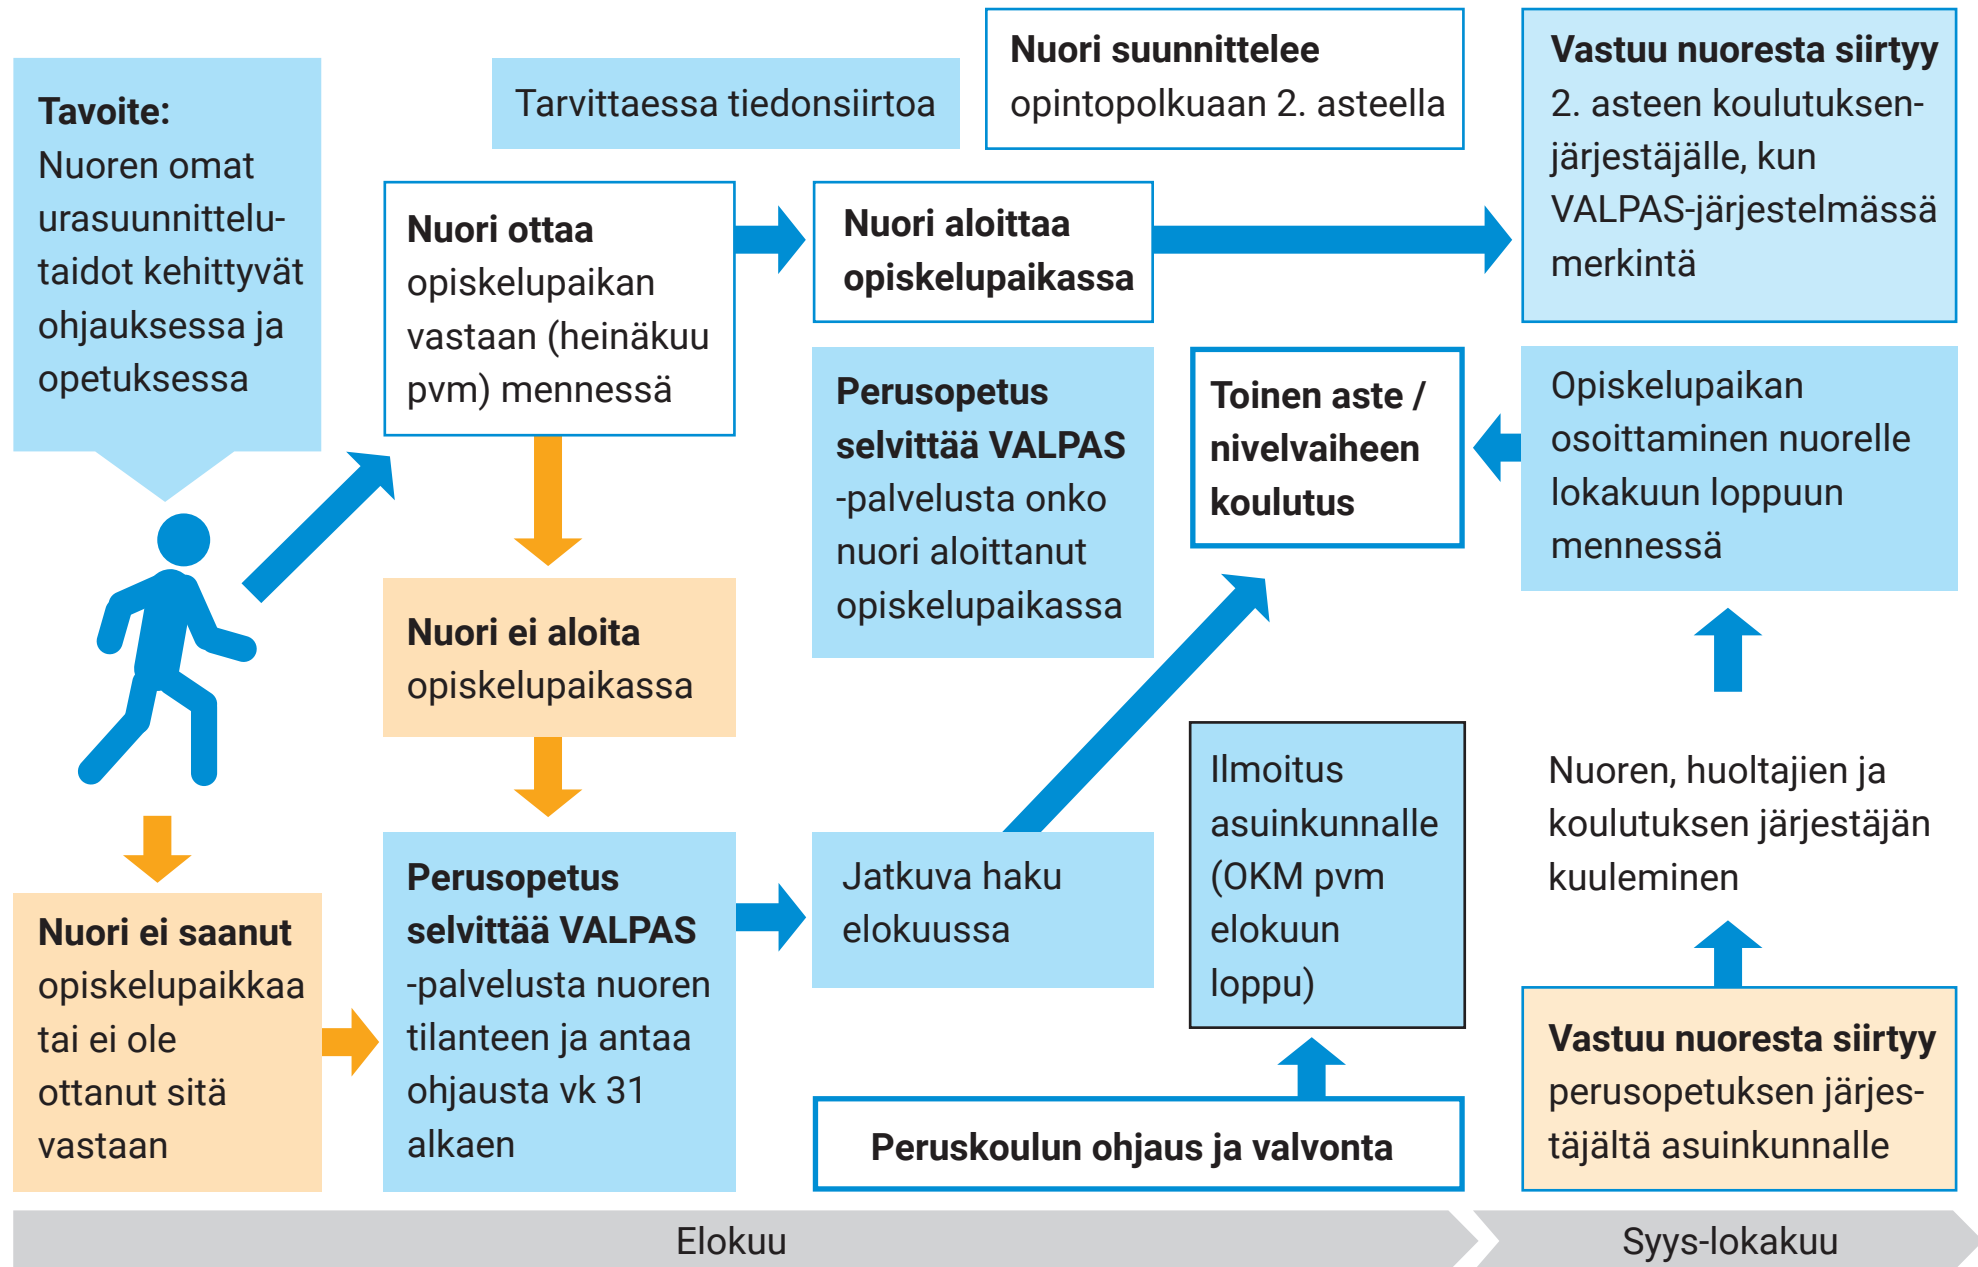 Tavoite:
Nuoren omat
urasuunnittelu-
taidot kehittyvät
ohjauksessa ja
opetuksessa
Tarvittaessa tiedonsiirtoa
Nuori suunnittelee
opintopolkuaan 2. asteella
Vastuu nuoresta siirtyy
2. asteen koulutuksen-
järjestäjälle, kun
VALPAS-järjestelmässä
merkintä
Nuori ottaa
opiskelupaikan
vastaan (heinäkuu
pvm) mennessä
Nuori aloittaa
opiskelupaikassa
Perusopetus
selvittää VALPAS
-palvelusta onko
nuori aloittanut
opiskelupaikassa
Toinen aste /
nivelvaiheen
koulutus
Opiskelupaikan
osoittaminen nuorelle
lokakuun loppuun
mennessä
Nuori ei aloita
opiskelupaikassa
Nuori ei saanut
opiskelupaikkaa
tai ei ole
ottanut sitä
vastaan
Perusopetus
selvittää VALPAS
-palvelusta nuoren
tilanteen ja antaa
ohjausta vk 31
alkaen
Jatkuva haku
elokuussa
Ilmoitus
asuinkunnalle
(OKM pvm
elokuun
loppu)
Nuoren, huoltajien ja
koulutuksen järjestäjän
kuuleminen
Peruskoulun ohjaus ja valvonta
Vastuu nuoresta siirtyy
perusopetuksen järjes-
täjältä asuinkunnalle
Elokuu
Syys-lokakuu